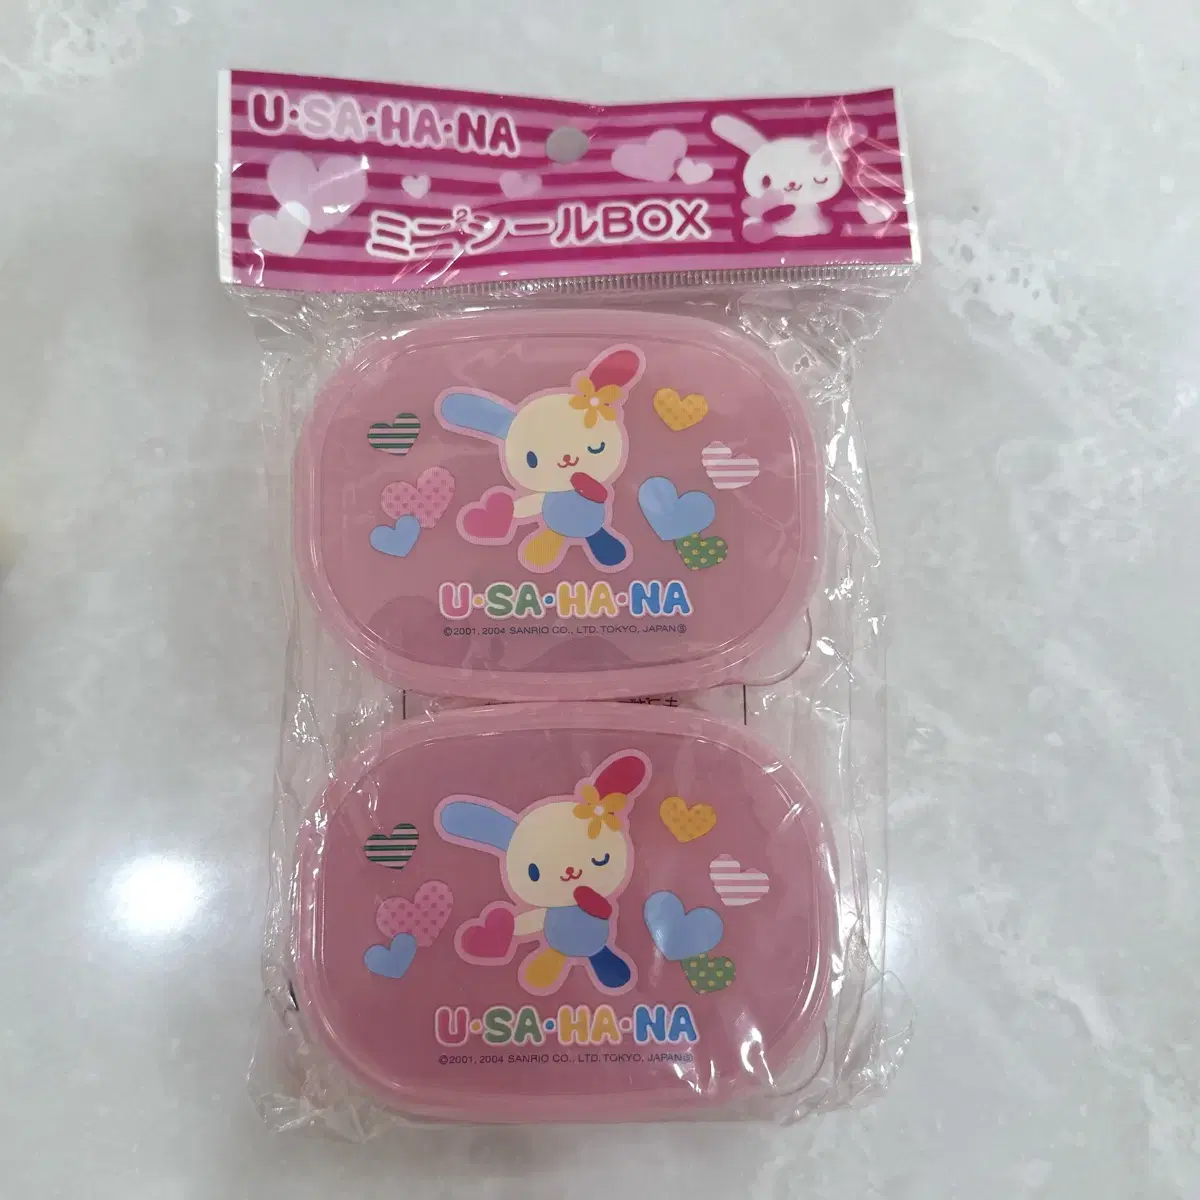 U·SA·HA·NA
ミニ²シールBOX
U·SA·HA·NA
©2001, 2004 SANRIO CO., LTD. TOKYO, JAPAN Ⓢ
U·SA·HA·NA
©2001, 2004 SANRIO CO., LTD. TOKYO, JAPAN Ⓢ